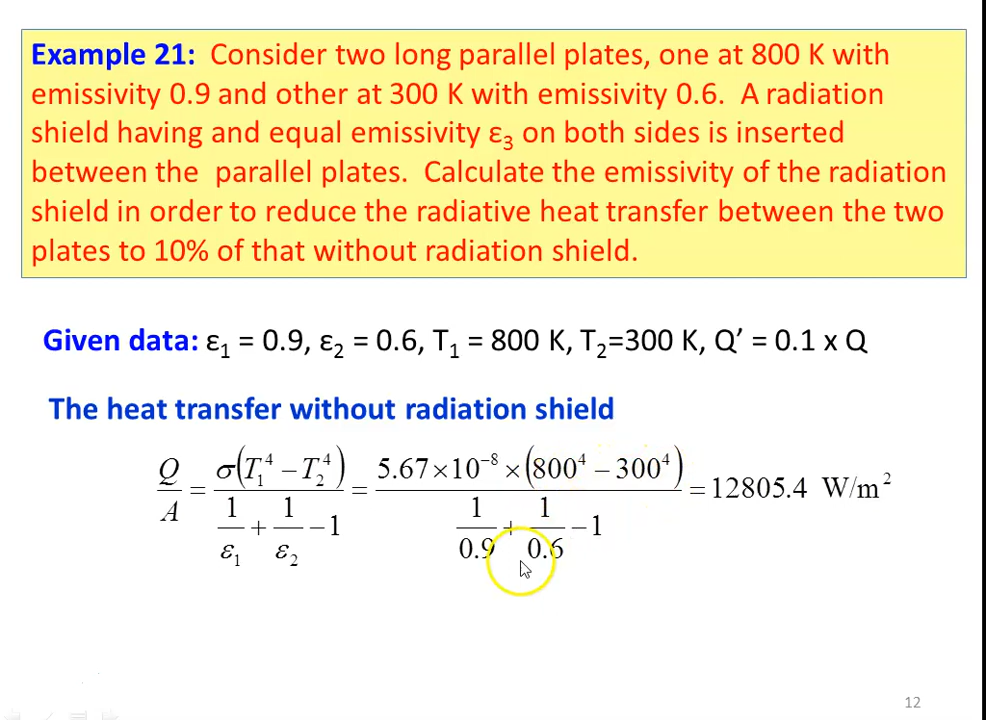 Example 21: Consider two long parallel plates, one at 800 K with
emissivity 0.9 and other at 300 K with emissivity 0.6. A radiation
shield having and equal emissivity ε₃ on both sides is inserted
between the parallel plates. Calculate the emissivity of the radiation
shield in order to reduce the radiative heat transfer between the two
plates to 10% of that without radiation shield.
Given data: ε₁ = 0.9, ε₂ = 0.6, T₁ = 800 K, T₂=300 K, Q’ = 0.1 x Q
The heat transfer without radiation shield
Q/A = σ(T₁⁴ − T₂⁴) / (1/ε₁ + 1/ε₂ − 1) = 5.67×10⁻⁸ × (800⁴ − 300⁴) / (1/0.9 + 1/0.6 − 1) = 12805.4 W/m²
12